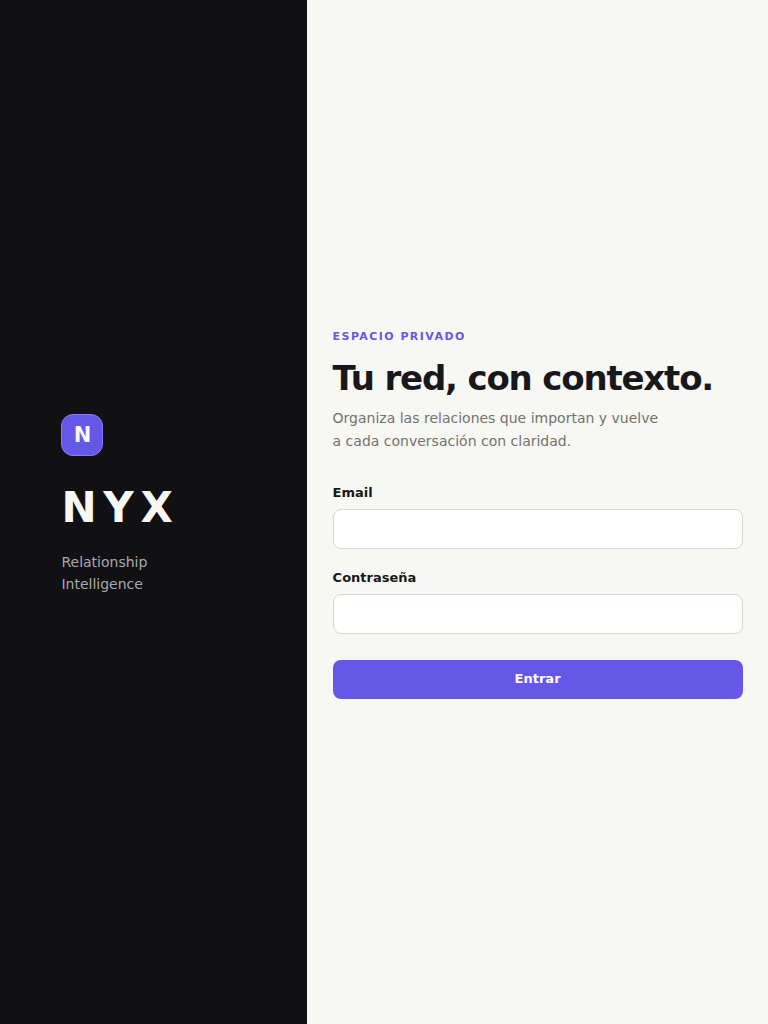 N
NYX
Relationship
Intelligence
ESPACIO PRIVADO
Tu red, con contexto.
Organiza las relaciones que importan y vuelve
a cada conversación con claridad.
Email
Contraseña
Entrar